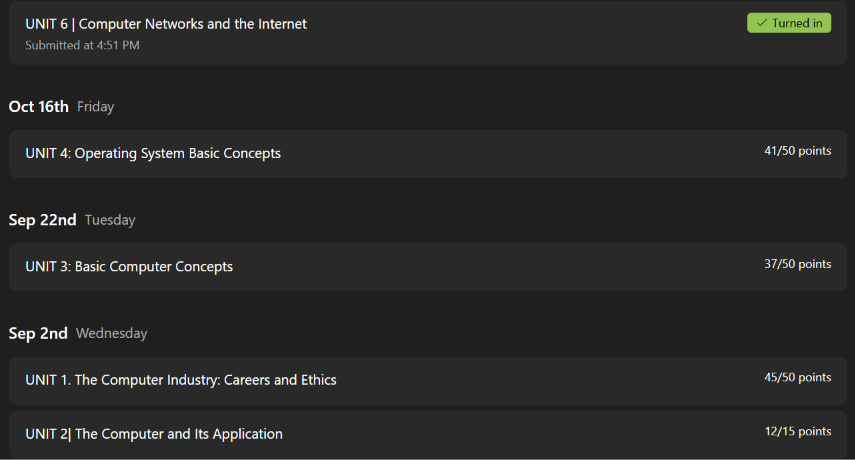 UNIT 6 | Computer Networks and the Internet
✓ Turned in
Submitted at 4:51 PM
Oct 16th Friday
UNIT 4: Operating System Basic Concepts
41/50 points
Sep 22nd Tuesday
UNIT 3: Basic Computer Concepts
37/50 points
Sep 2nd Wednesday
UNIT 1. The Computer Industry: Careers and Ethics
45/50 points
UNIT 2| The Computer and Its Application
12/15 points